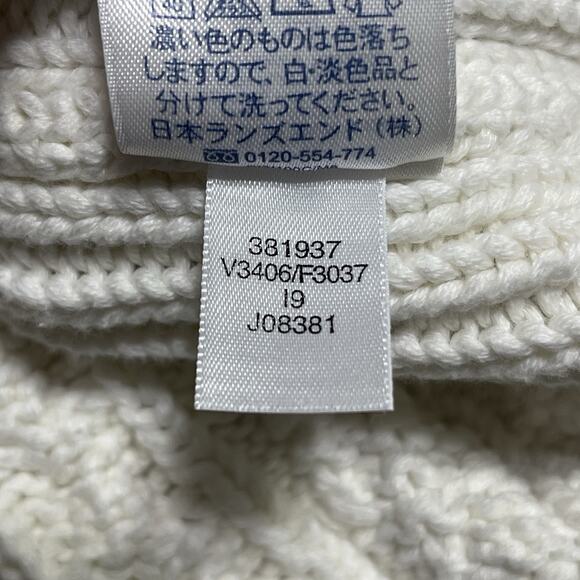 濃い色のものは色落ち
しますので、白・淡色品と
分けて洗ってください。
日本ランズエンド(株)
0120-554-774
381937
V3406/F3037
I9
J08381